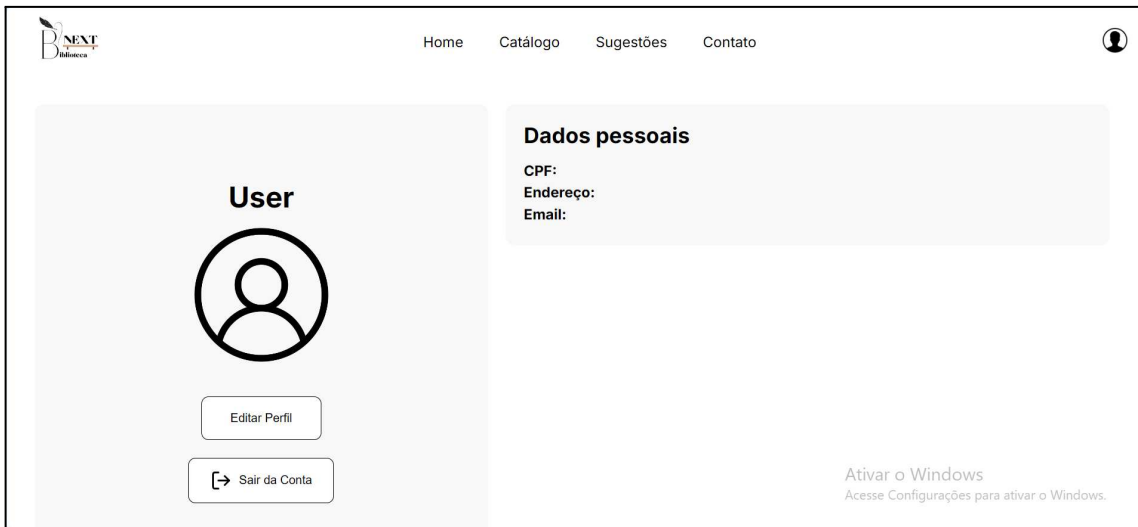 NEXT
Biblioteca
Home Catálogo Sugestões Contato
User
Editar Perfil
Sair da Conta
Dados pessoais
CPF:
Endereço:
Email:
Ativar o Windows
Acesse Configurações para ativar o Windows.